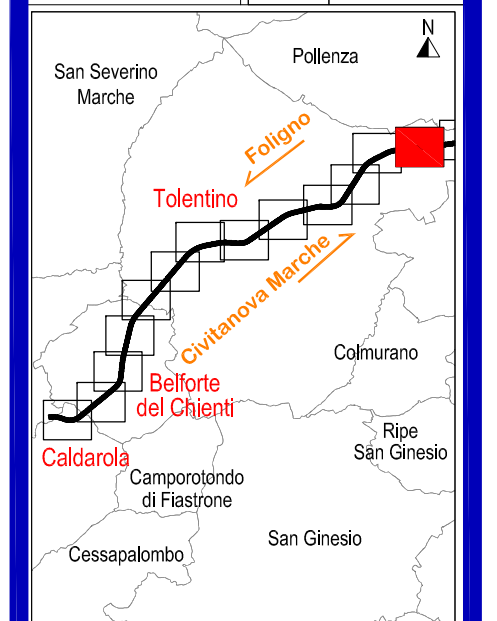 N
Pollenza
San Severino
Marche
Foligno
Tolentino
Civitanova Marche
Colmurano
Belforte
del Chienti
Ripe
San Ginesio
Caldarola
Camporotondo
di Fiastrone
San Ginesio
Cessapalombo